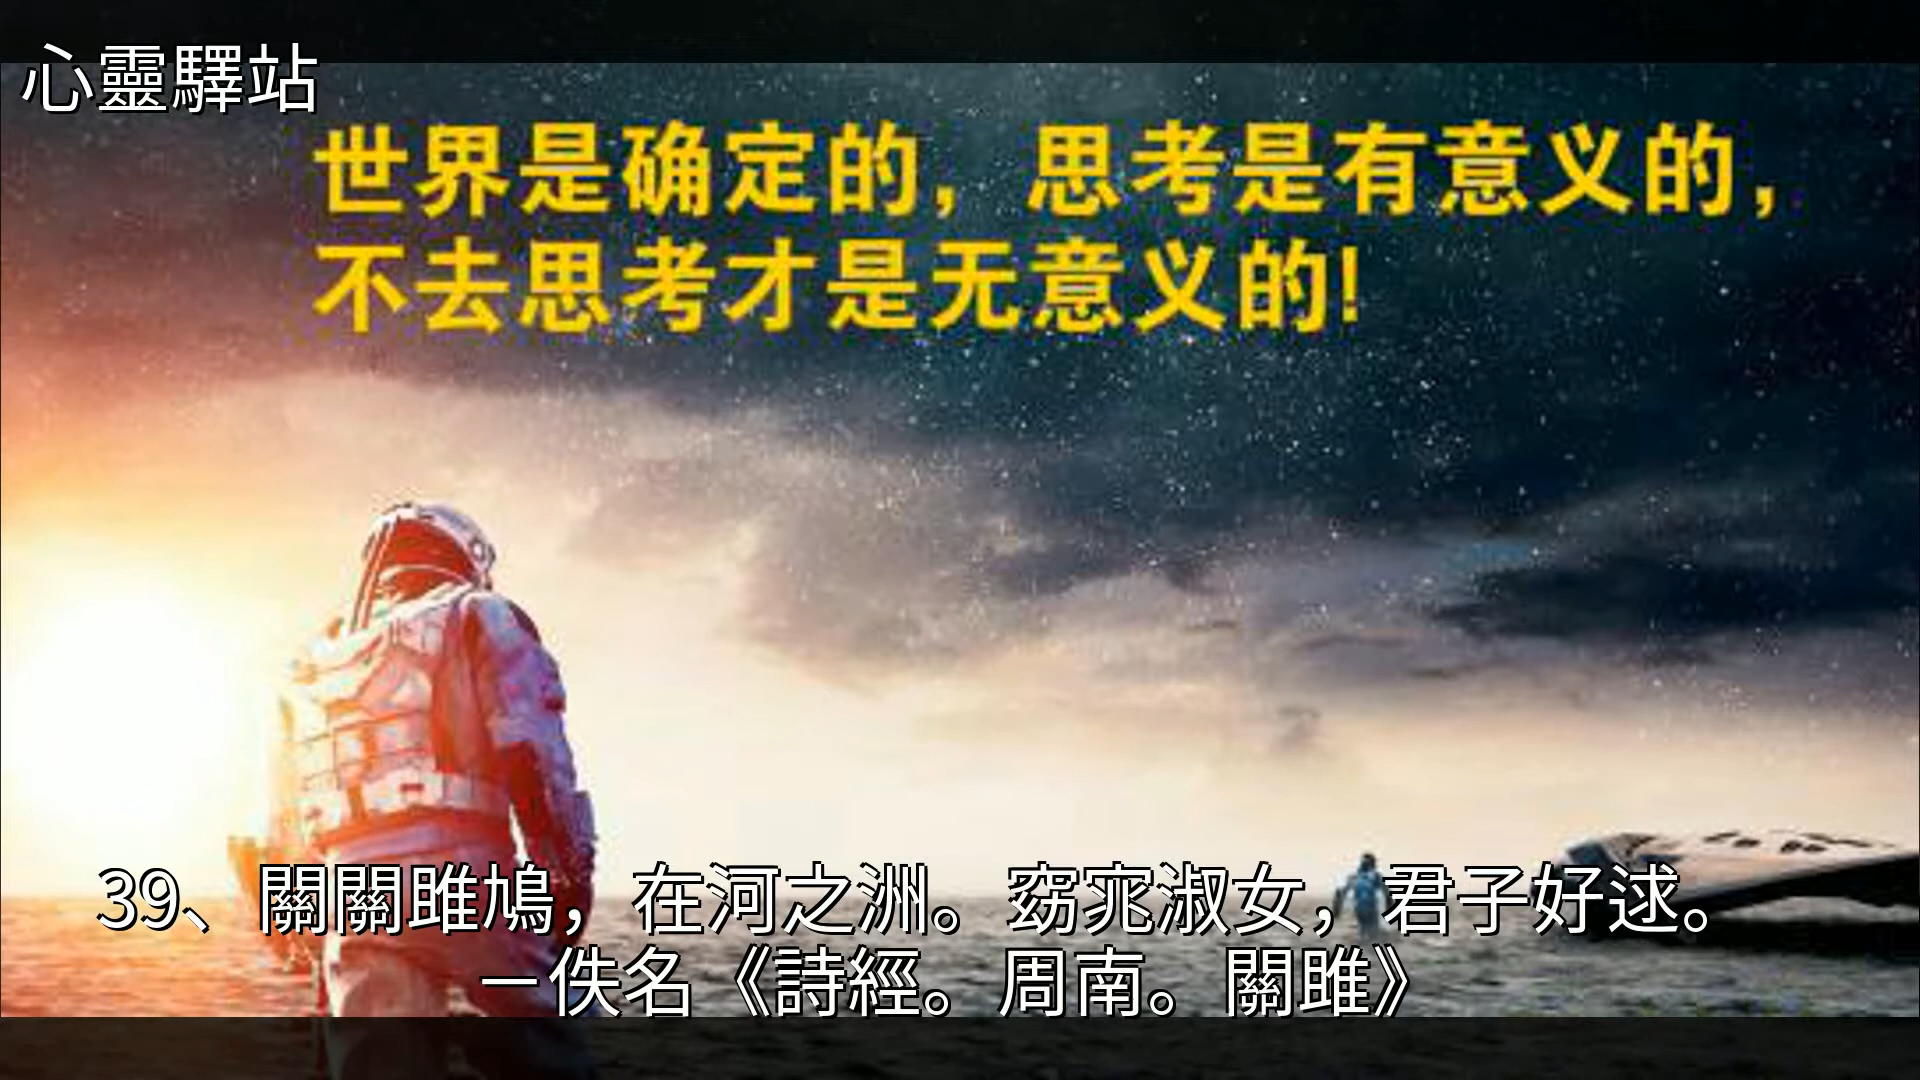 心靈驛站
世界是确定的，思考是有意义的，
不去思考才是无意义的!
39、關關雎鳩，在河之洲。窈窕淑女，君子好逑。
－佚名《詩經。周南。關雎》